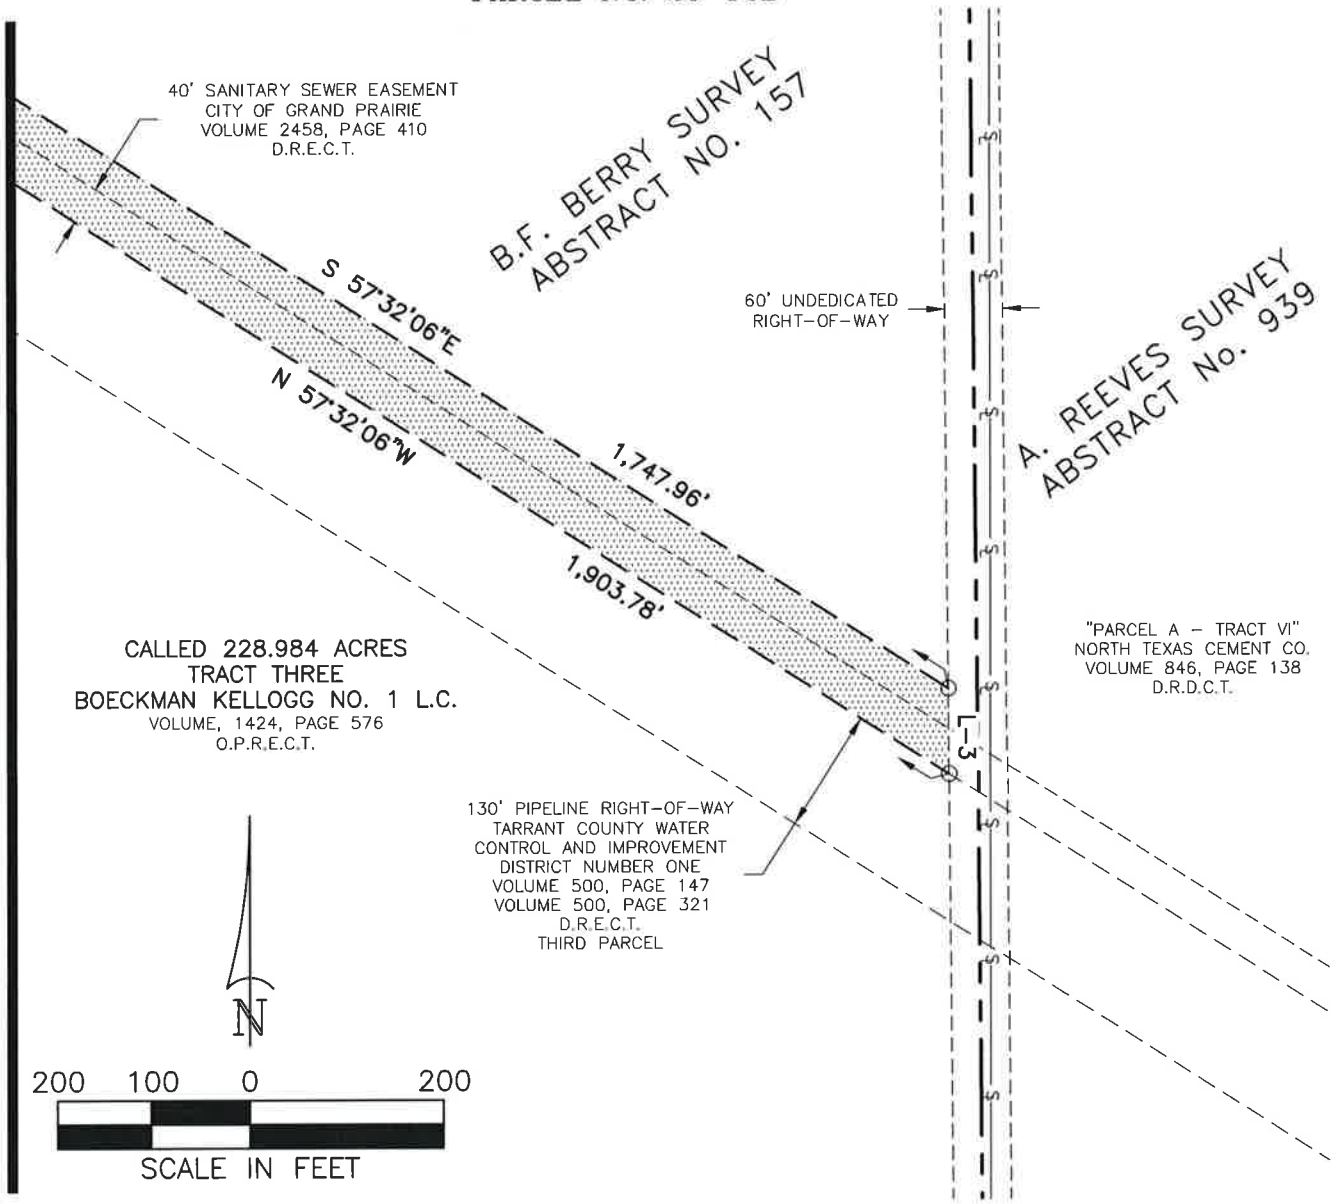 40' SANITARY SEWER EASEMENT
CITY OF GRAND PRAIRIE
VOLUME 2458, PAGE 410
D.R.E.C.T.
B.F. BERRY SURVEY
ABSTRACT NO. 157
S 57°32'06"E
N 57°32'06"W
60' UNDEDICATED
RIGHT-OF-WAY
A. REEVES SURVEY
ABSTRACT No. 939
1,747.96'
1,903.78'
CALLED 228.984 ACRES
TRACT THREE
BOECKMAN KELLOGG NO. 1 L.C.
VOLUME, 1424, PAGE 576
O.P.R.E.C.T.
"PARCEL A - TRACT VI"
NORTH TEXAS CEMENT CO.
VOLUME 846, PAGE 138
D.R.D.C.T.
L-3
130' PIPELINE RIGHT-OF-WAY
TARRANT COUNTY WATER
CONTROL AND IMPROVEMENT
DISTRICT NUMBER ONE
VOLUME 500, PAGE 147
VOLUME 500, PAGE 321
D.R.E.C.T.
THIRD PARCEL
N
200 100 0 200
SCALE IN FEET
S
S
S
S
S
S
S
S